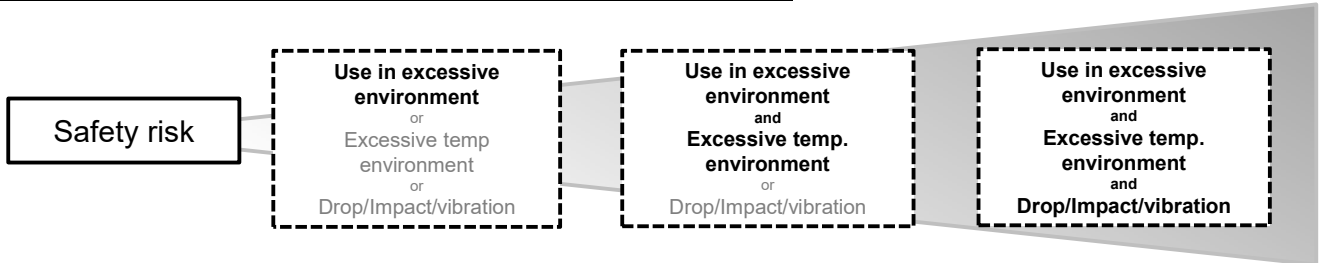 Safety risk
Use in excessive
environment
or
Excessive temp
environment
or
Drop/Impact/vibration
Use in excessive
environment
and
Excessive temp.
environment
or
Drop/Impact/vibration
Use in excessive
environment
and
Excessive temp.
environment
and
Drop/Impact/vibration